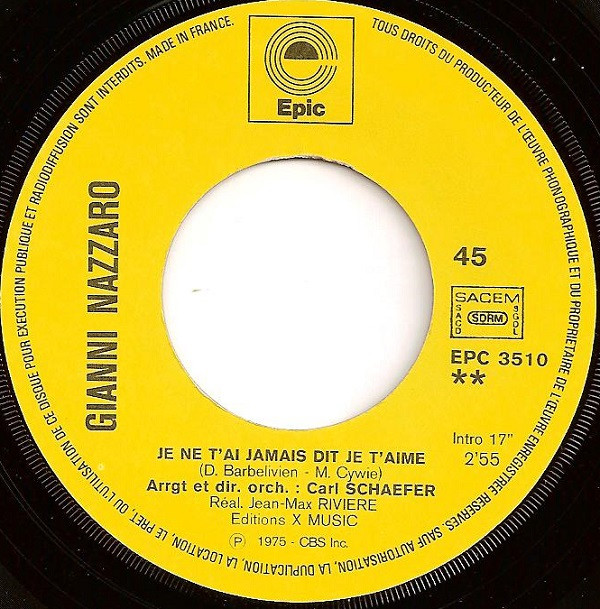 TOUS DROITS DU PRODUCTEUR DE L'ŒUVRE PHONOGRAPHIQUE ET DU PROPRIETAIRE DE L'ŒUVRE ENREGISTREE RESERVES. SAUF AUTORISATION, LA DUPLICATION, LA LOCATION, LE PRET, OU L'UTILISATION DE CE DISQUE POUR EXECUTION PUBLIQUE ET RADIODIFFUSION SONT INTERDITS. MADE IN FRANCE.
Epic
GIANNI NAZZARO
45
SACEM
SACD
SDRM
SGDL
EPC 3510
**
Intro 17"
2'55
JE NE T'AI JAMAIS DIT JE T'AIME
(D. Barbelivien - M. Cywie)
Arrgt et dir. orch. : Carl SCHAEFER
Réal. Jean-Max RIVIERE
Editions X MUSIC
Ⓟ 1975 - CBS Inc.